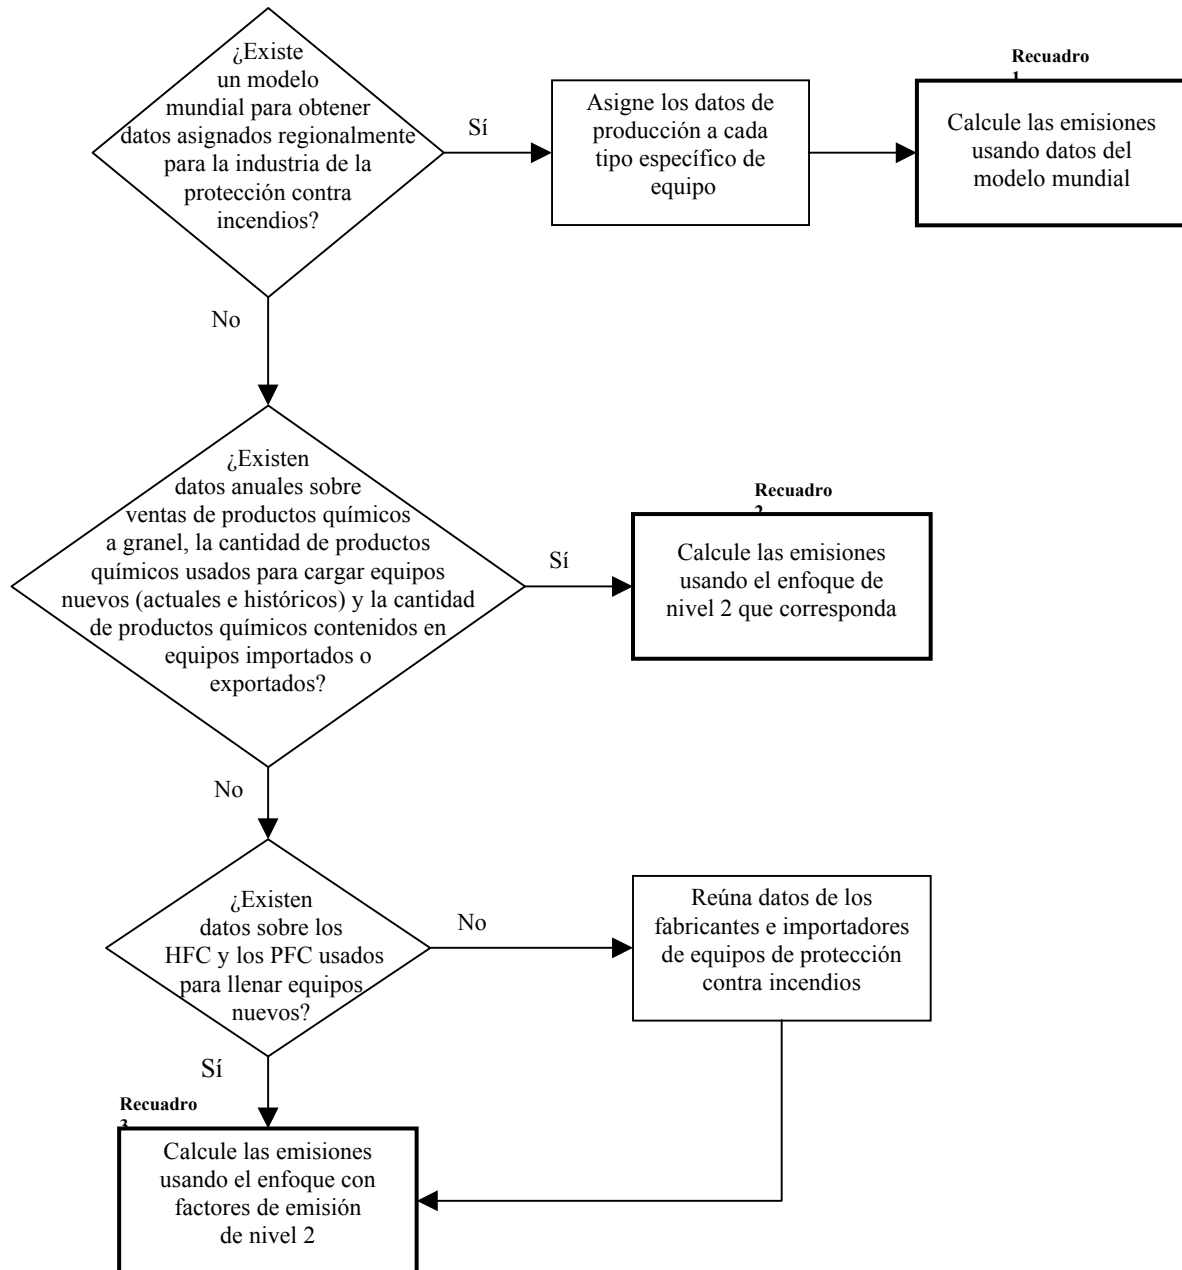 ¿Existe
un modelo
mundial para obtener
datos asignados regionalmente
para la industria de la
protección contra
incendios?
Sí
Asigne los datos de
producción a cada
tipo específico de
equipo
Recuadro
1
Calcule las emisiones
usando datos del
modelo mundial
No
¿Existen
datos anuales sobre
ventas de productos químicos
a granel, la cantidad de productos
químicos usados para cargar equipos
nuevos (actuales e históricos) y la cantidad
de productos químicos contenidos en
equipos importados o
exportados?
Sí
Recuadro
2
Calcule las emisiones
usando el enfoque de
nivel 2 que corresponda
No
¿Existen
datos sobre los
HFC y los PFC usados
para llenar equipos
nuevos?
No
Reúna datos de los
fabricantes e importadores
de equipos de protección
contra incendios
Sí
Recuadro
3
Calcule las emisiones
usando el enfoque con
factores de emisión
de nivel 2